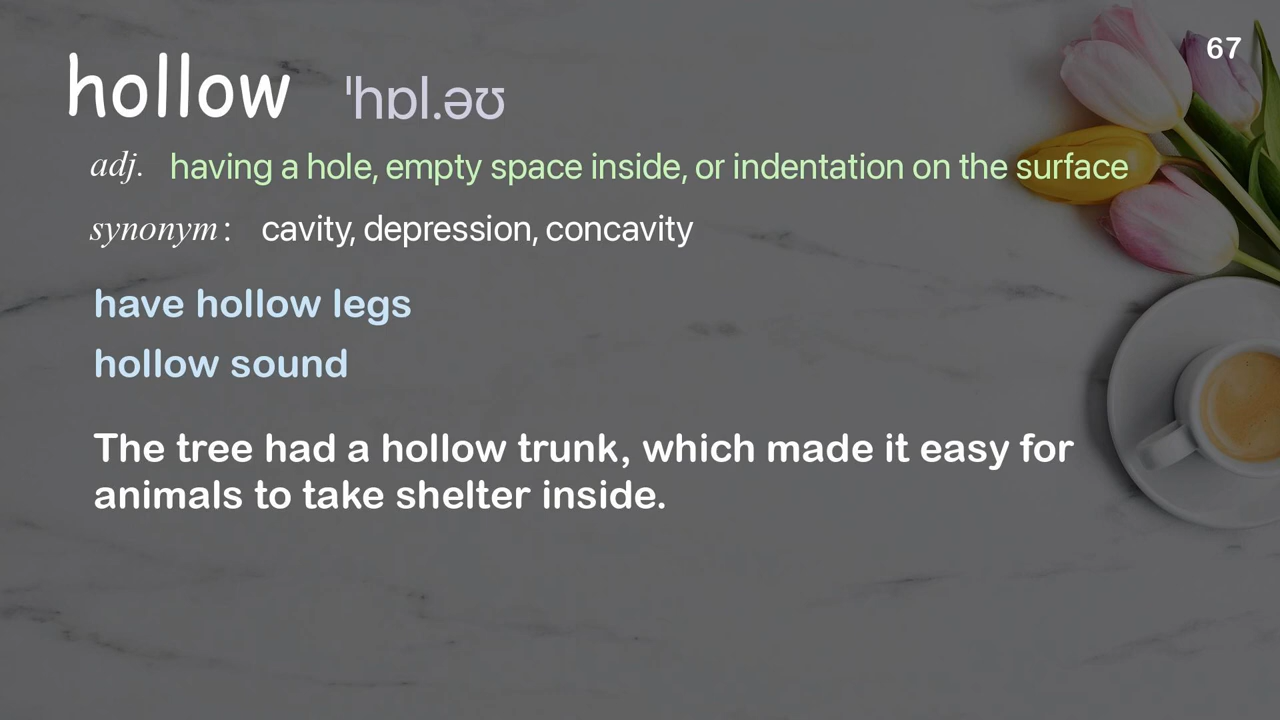 67
hollow ˈhɒl.əʊ
adj. having a hole, empty space inside, or indentation on the surface
synonym: cavity, depression, concavity
have hollow legs
hollow sound
The tree had a hollow trunk, which made it easy for
animals to take shelter inside.